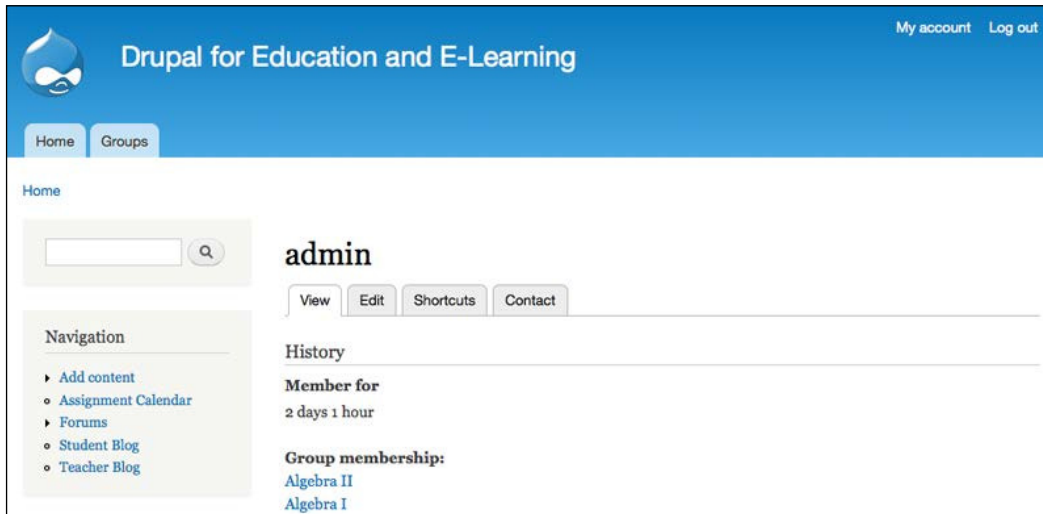 My account Log out
Drupal for Education and E-Learning
Home Groups
Home
admin
View Edit Shortcuts Contact
Navigation
Add content
Assignment Calendar
Forums
Student Blog
Teacher Blog
History
Member for
2 days 1 hour
Group membership:
Algebra II
Algebra I